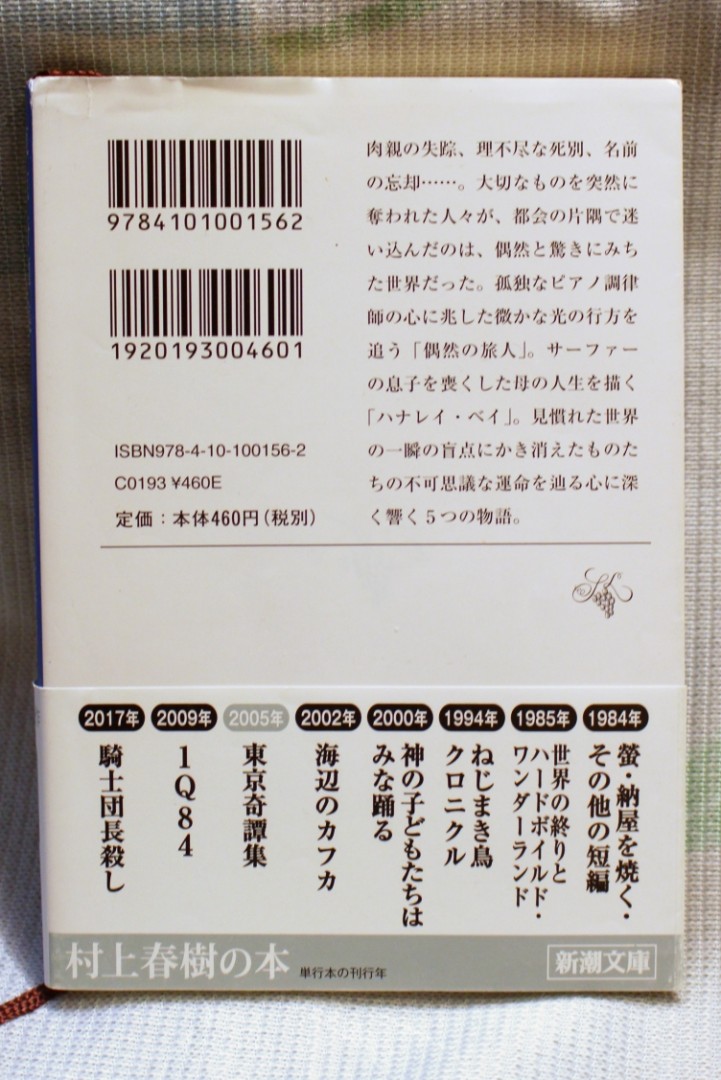 9784101001562
1920193004601
ISBN978-4-10-100156-2
C0193 ¥460E
定価：本体460円（税別）
肉親の失踪、理不尽な死別、名前
の忘却……。大切なものを突然に
奪われた人々が、都会の片隅で迷
い込んだのは、偶然と驚きにみち
た世界だった。孤独なピアノ調律
師の心に兆した微かな光の行方を
追う「偶然の旅人」。サーファー
の息子を喪くした母の人生を描く
「ハナレイ・ベイ」。見慣れた世界
の一瞬の盲点にかき消えたものた
ちの不可思議な運命を辿る心に深
く響く５つの物語。
1984年
螢・納屋を焼く・
その他の短編
1985年
世界の終りと
ハードボイルド・
ワンダーランド
1994年
ねじまき鳥
クロニクル
2000年
神の子どもたちは
みな踊る
2002年
海辺のカフカ
2005年
東京奇譚集
2009年
1Q84
2017年
騎士団長殺し
村上春樹の本
単行本の刊行年
新潮文庫